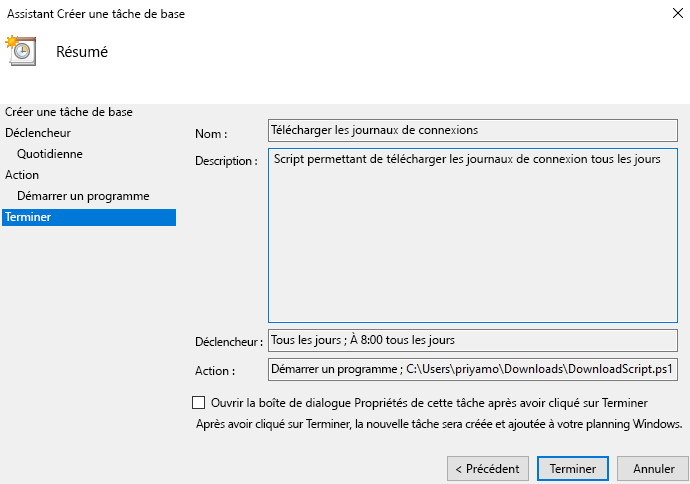 Assistant Créer une tâche de base
Résumé
Créer une tâche de base
Déclencheur
Quotidienne
Action
Démarrer un programme
Terminer
Nom :
Télécharger les journaux de connexions
Description :
Script permettant de télécharger les journaux de connexion tous les jours
Déclencheur :
Tous les jours ; À 8:00 tous les jours
Action :
Démarrer un programme ; C:\Users\priyamo\Downloads\DownloadScript.ps1
Ouvrir la boîte de dialogue Propriétés de cette tâche après avoir cliqué sur Terminer
Après avoir cliqué sur Terminer, la nouvelle tâche sera créée et ajoutée à votre planning Windows.
< Précédent
Terminer
Annuler